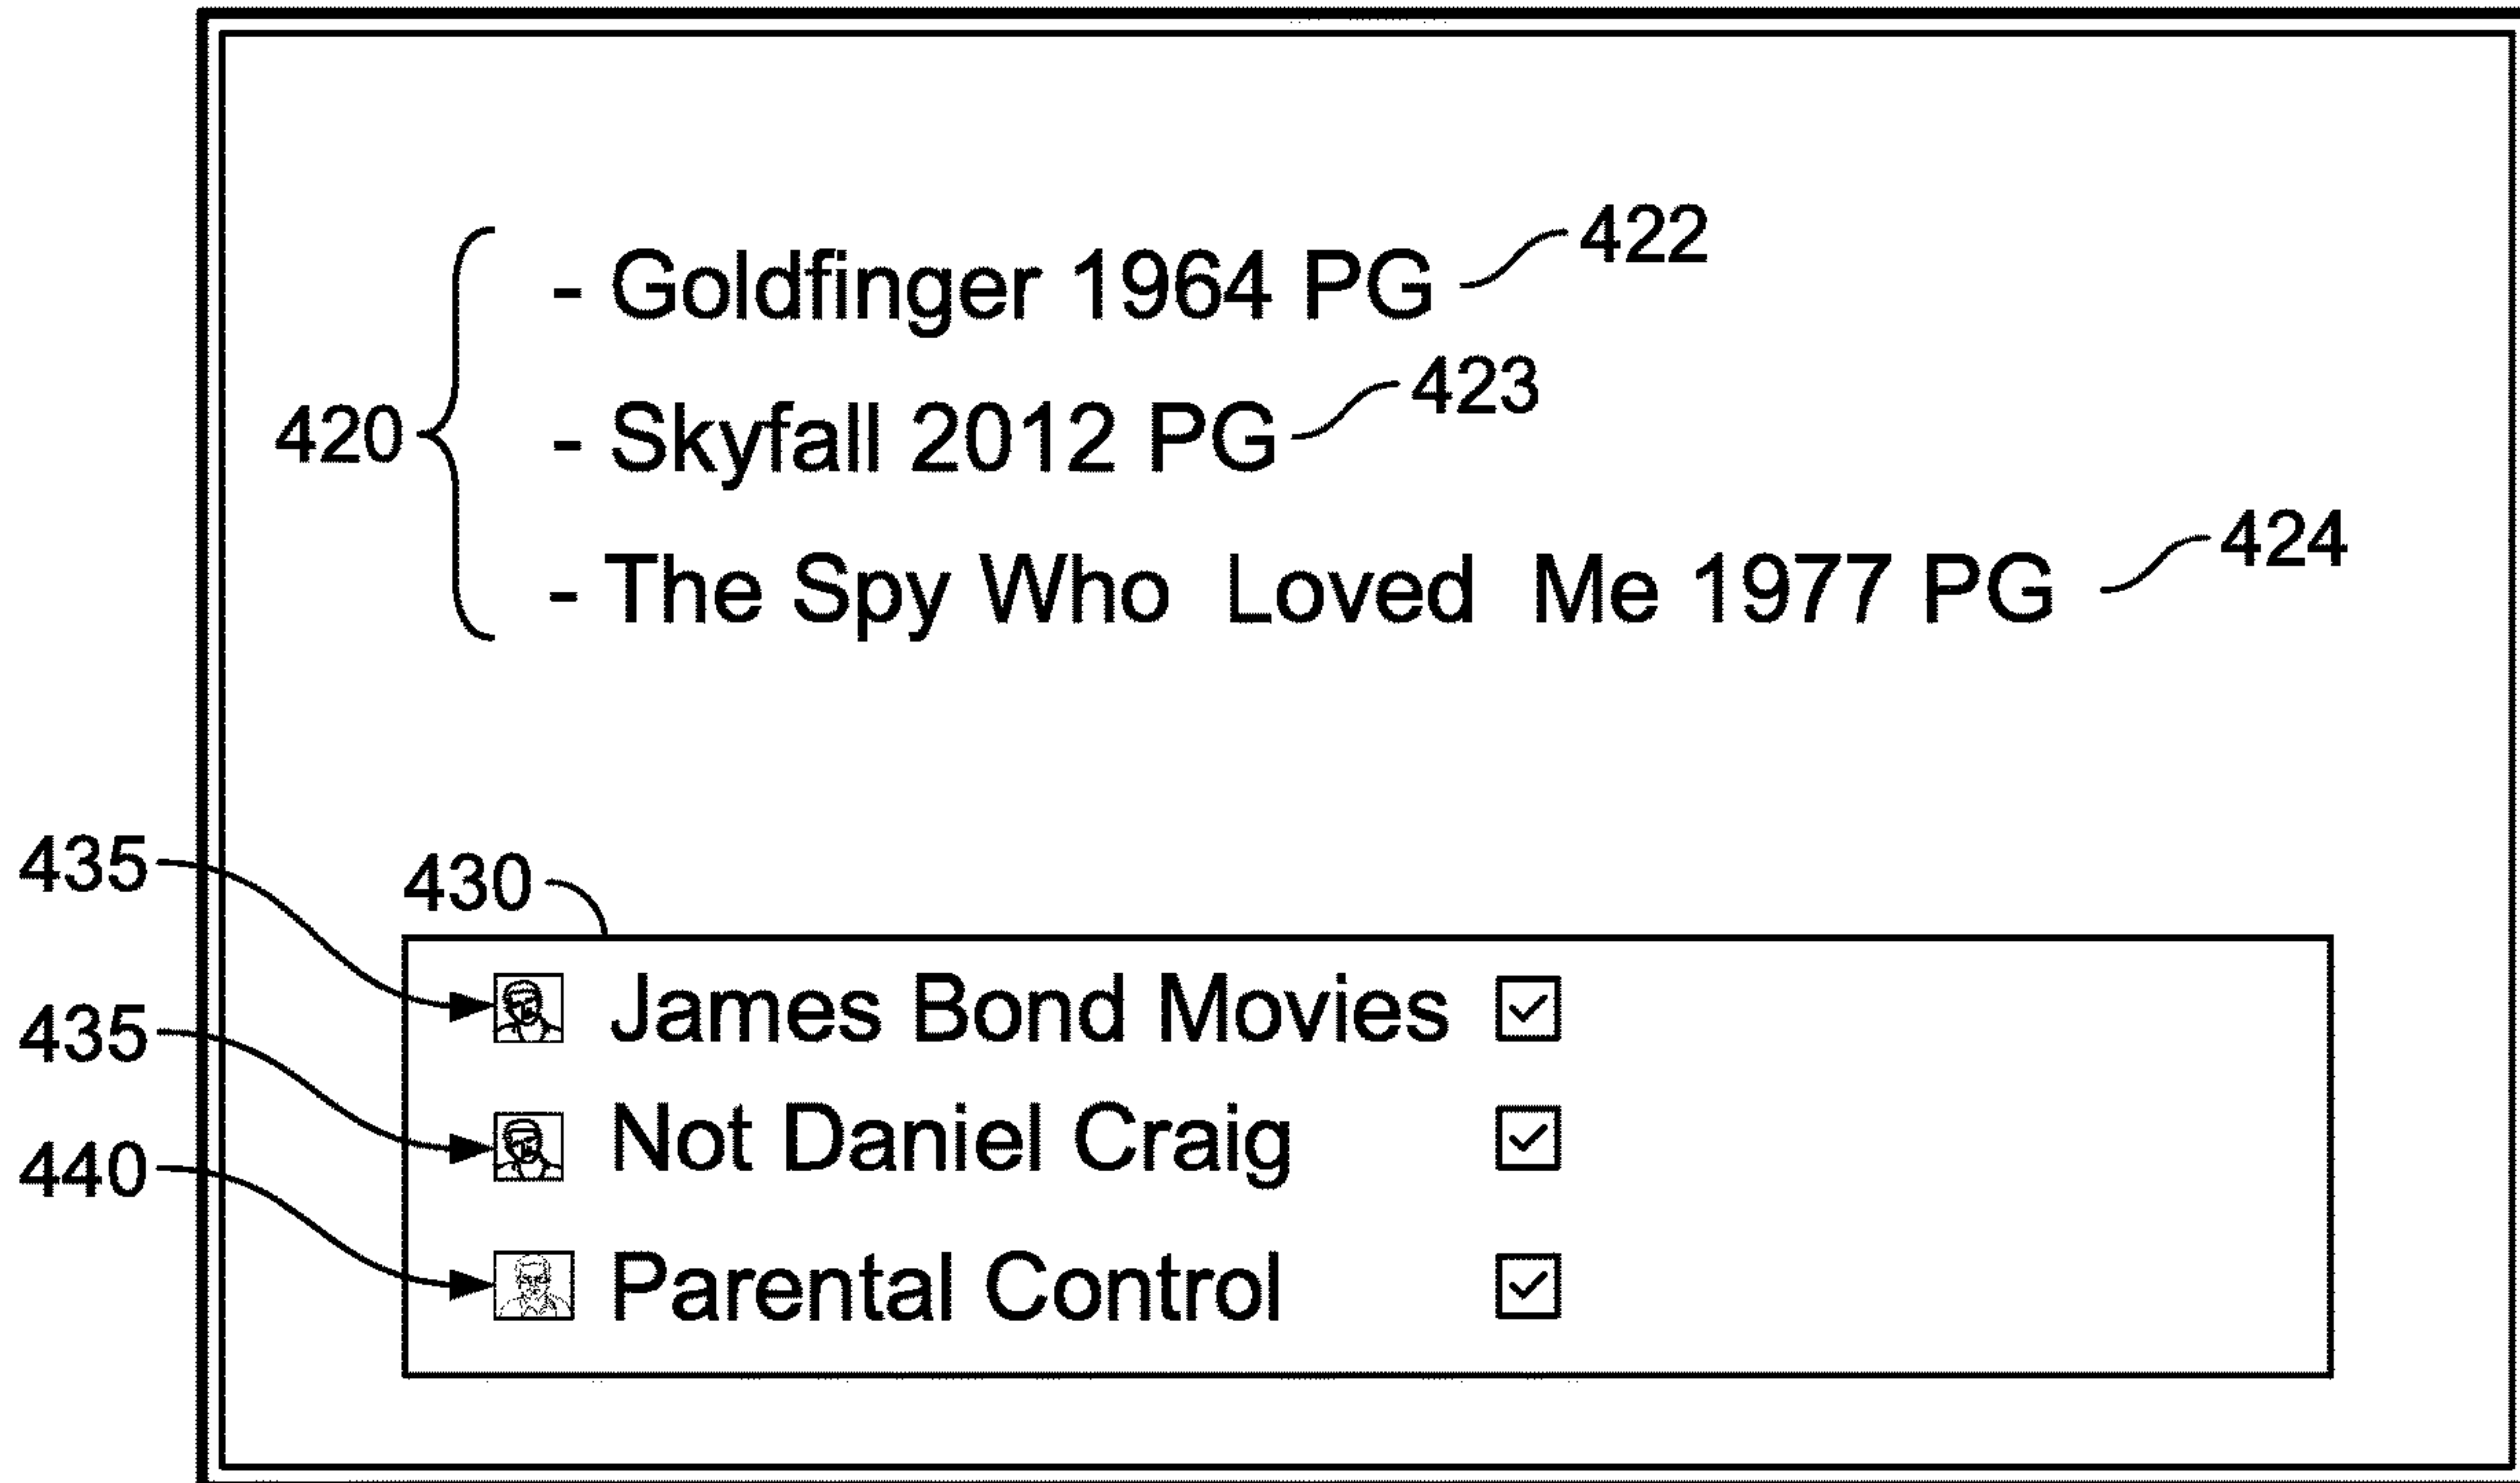 - Goldfinger 1964 PG 422
- Skyfall 2012 PG 423
420
- The Spy Who Loved Me 1977 PG 424
435
430
James Bond Movies
435
Not Daniel Craig
440
Parental Control